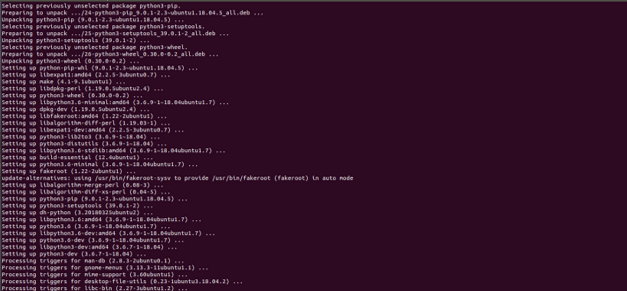 Selecting previously unselected package python3-pip.
Preparing to unpack .../24-python3-pip_9.0.1-2.3~ubuntu1.18.04.5_all.deb ...
Unpacking python3-pip (9.0.1-2.3~ubuntu1.18.04.5) ...
Selecting previously unselected package python3-setuptools.
Preparing to unpack .../25-python3-setuptools_39.0.1-2_all.deb ...
Unpacking python3-setuptools (39.0.1-2) ...
Selecting previously unselected package python3-wheel.
Preparing to unpack .../26-python3-wheel_0.30.0-0.2_all.deb ...
Unpacking python3-wheel (0.30.0-0.2) ...
Setting up python-pip-whl (9.0.1-2.3~ubuntu1.18.04.5) ...
Setting up libexpat1:amd64 (2.2.5-3ubuntu0.7) ...
Setting up make (4.1-9.1ubuntu1) ...
Setting up libdpkg-perl (1.19.0.5ubuntu2.4) ...
Setting up python3-wheel (0.30.0-0.2) ...
Setting up libpython3.6-minimal:amd64 (3.6.9-1~18.04ubuntu1.7) ...
Setting up dpkg-dev (1.19.0.5ubuntu2.4) ...
Setting up libfakeroot:amd64 (1.22-2ubuntu1) ...
Setting up libalgorithm-diff-perl (1.19.03-1) ...
Setting up libexpat1-dev:amd64 (2.2.5-3ubuntu0.7) ...
Setting up python3-lib2to3 (3.6.9-1~18.04) ...
Setting up python3-distutils (3.6.9-1~18.04) ...
Setting up libpython3.6-stdlib:amd64 (3.6.9-1~18.04ubuntu1.7) ...
Setting up build-essential (12.4ubuntu1) ...
Setting up python3.6-minimal (3.6.9-1~18.04ubuntu1.7) ...
Setting up fakeroot (1.22-2ubuntu1) ...
update-alternatives: using /usr/bin/fakeroot-sysv to provide /usr/bin/fakeroot (fakeroot) in auto mode
Setting up libalgorithm-merge-perl (0.08-3) ...
Setting up libalgorithm-diff-xs-perl (0.04-5) ...
Setting up python3-pip (9.0.1-2.3~ubuntu1.18.04.5) ...
Setting up python3-setuptools (39.0.1-2) ...
Setting up dh-python (3.20180325ubuntu2) ...
Setting up libpython3.6:amd64 (3.6.9-1~18.04ubuntu1.7) ...
Setting up python3.6 (3.6.9-1~18.04ubuntu1.7) ...
Setting up libpython3.6-dev:amd64 (3.6.9-1~18.04ubuntu1.7) ...
Setting up python3.6-dev (3.6.9-1~18.04ubuntu1.7) ...
Setting up libpython3-dev:amd64 (3.6.7-1~18.04) ...
Setting up python3-dev (3.6.7-1~18.04) ...
Processing triggers for man-db (2.8.3-2ubuntu0.1) ...
Processing triggers for gnome-menus (3.13.3-11ubuntu1.1) ...
Processing triggers for mime-support (3.60ubuntu1) ...
Processing triggers for desktop-file-utils (0.23-1ubuntu3.18.04.2) ...
Processing triggers for libc-bin (2.27-3ubuntu1.2) ...